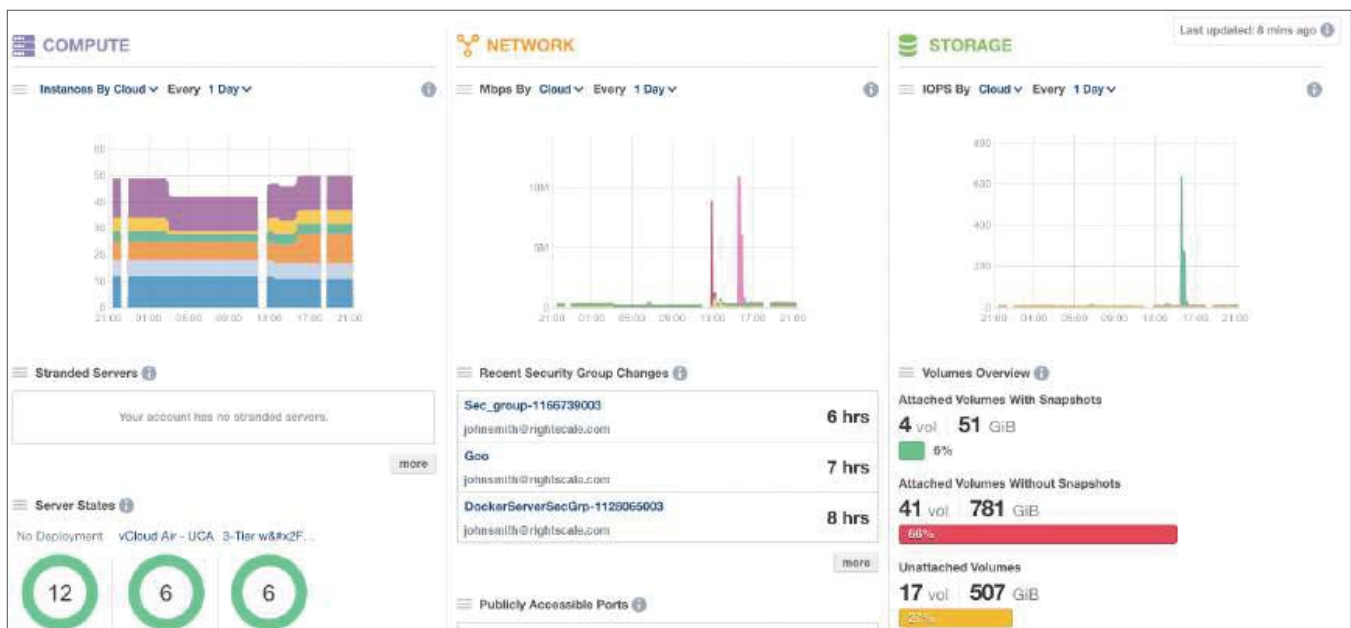 Last updated: 8 mins ago
COMPUTE
Instances By Cloud Every 1 Day
60
50
40
30
20
10
0
21:00 01:00 05:00 09:00 13:00 17:00 21:00
Stranded Servers
Your account has no stranded servers.
more
Server States
No Deployment vCloud Air - UCA 3-Tier w&#x2F...
12 6 6
NETWORK
Mbps By Cloud Every 1 Day
10M
5M
0
21:00 01:00 05:00 09:00 13:00 17:00 21:00
Recent Security Group Changes
Sec_group-1166739003
johnsmith@rightscale.com
6 hrs
Goo
johnsmith@rightscale.com
7 hrs
DockerServerSecGrp-1128065003
johnsmith@rightscale.com
8 hrs
more
Publicly Accessible Ports
STORAGE
IOPS By Cloud Every 1 Day
800
600
400
200
0
21:00 01:00 05:00 09:00 13:00 17:00 21:00
Volumes Overview
Attached Volumes With Snapshots
4 vol 51 GiB
6%
Attached Volumes Without Snapshots
41 vol 781 GiB
66%
Unattached Volumes
17 vol 507 GiB
27%